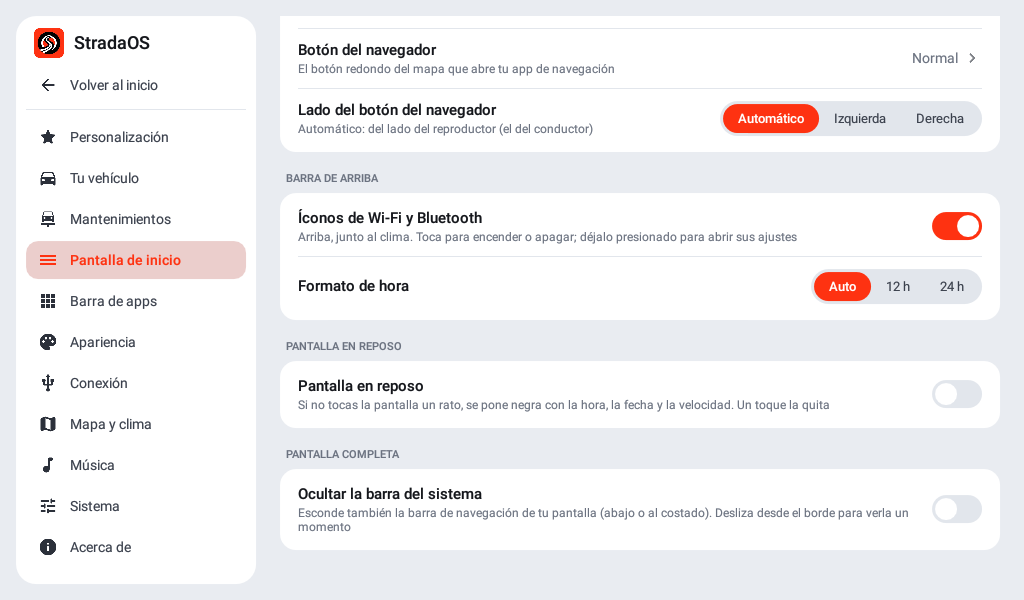 StradaOS
Volver al inicio
Personalización
Tu vehículo
Mantenimientos
Pantalla de inicio
Barra de apps
Apariencia
Conexión
Mapa y clima
Música
Sistema
Acerca de
Botón del navegador
El botón redondo del mapa que abre tu app de navegación
Normal
Lado del botón del navegador
Automático: del lado del reproductor (el del conductor)
Automático Izquierda Derecha
BARRA DE ARRIBA
Íconos de Wi-Fi y Bluetooth
Arriba, junto al clima. Toca para encender o apagar; déjalo presionado para abrir sus ajustes
Formato de hora
Auto 12 h 24 h
PANTALLA EN REPOSO
Pantalla en reposo
Si no tocas la pantalla un rato, se pone negra con la hora, la fecha y la velocidad. Un toque la quita
PANTALLA COMPLETA
Ocultar la barra del sistema
Esconde también la barra de navegación de tu pantalla (abajo o al costado). Desliza desde el borde para verla un
momento